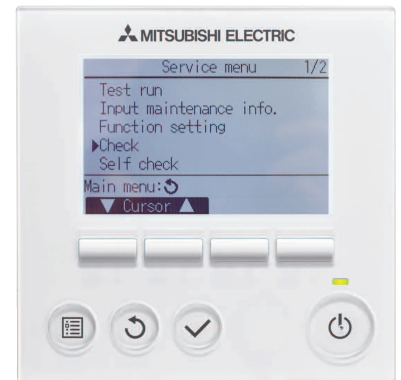 MITSUBISHI ELECTRIC
Service menu 1/2
Test run
Input maintenance info.
Function setting
▶Check
Self check
Main menu:
▼ Cursor ▲